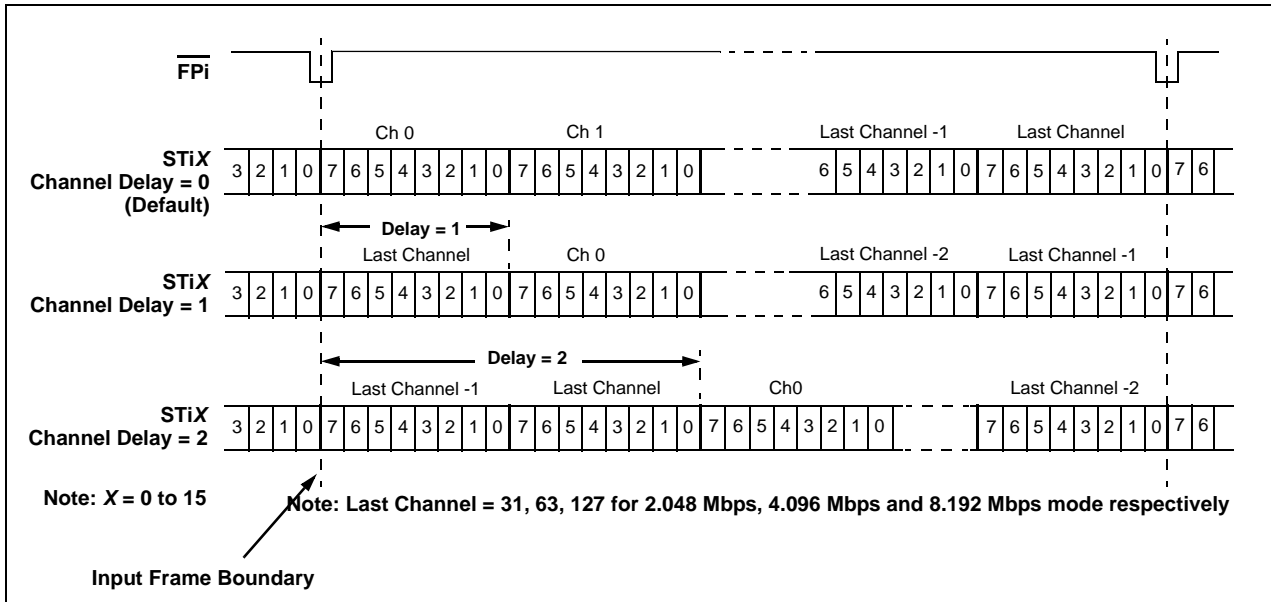 FPi
Ch 0 Ch 1 Last Channel -1 Last Channel
STiX
Channel Delay = 0
(Default)
3 2 1 0 7 6 5 4 3 2 1 0 7 6 5 4 3 2 1 0 6 5 4 3 2 1 0 7 6 5 4 3 2 1 0 7 6
Delay = 1
Last Channel Ch 0 Last Channel -2 Last Channel -1
STiX
Channel Delay = 1
3 2 1 0 7 6 5 4 3 2 1 0 7 6 5 4 3 2 1 0 6 5 4 3 2 1 0 7 6 5 4 3 2 1 0 7 6
Delay = 2
Last Channel -1 Last Channel Ch0 Last Channel -2
STiX
Channel Delay = 2
3 2 1 0 7 6 5 4 3 2 1 0 7 6 5 4 3 2 1 0 7 6 5 4 3 2 1 0 7 6 5 4 3 2 1 0 7 6
Note: X = 0 to 15
Note: Last Channel = 31, 63, 127 for 2.048 Mbps, 4.096 Mbps and 8.192 Mbps mode respectively
Input Frame Boundary